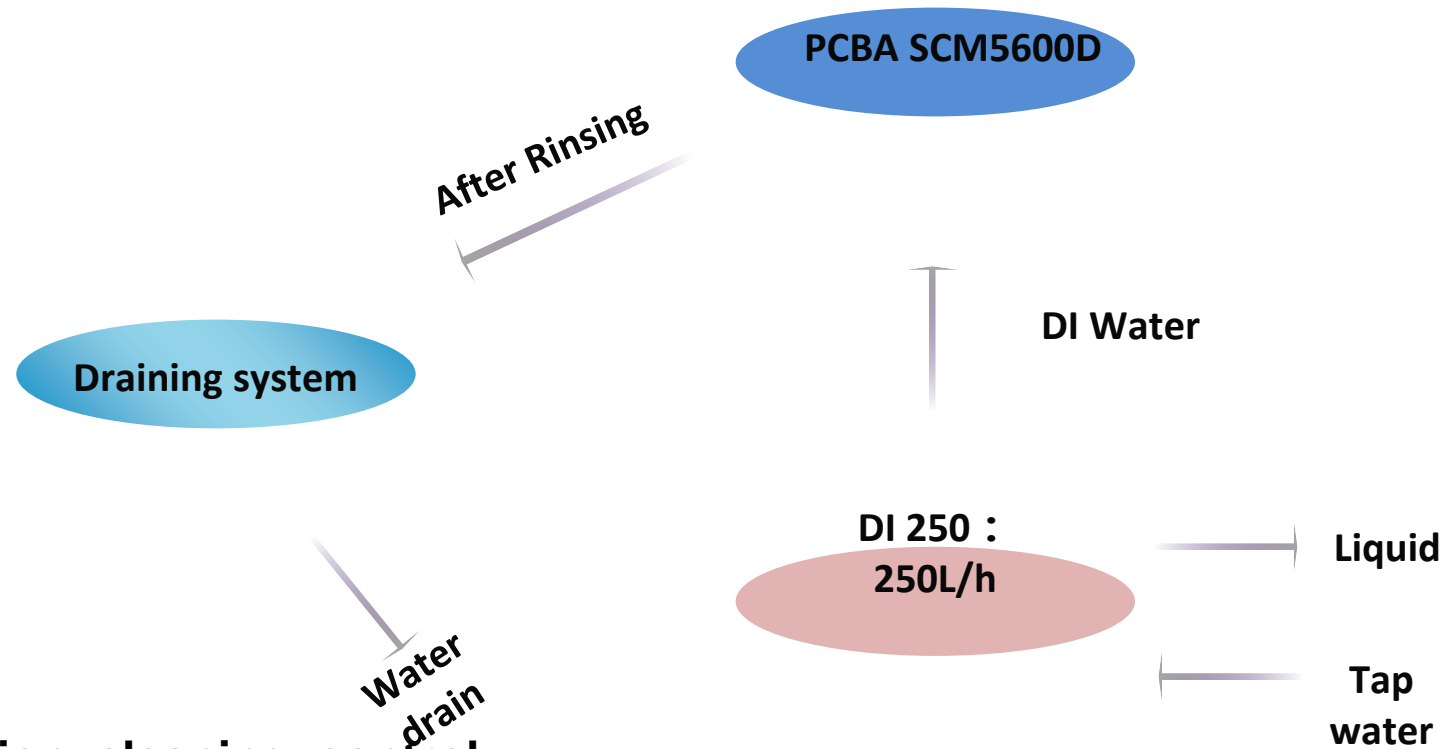 PCBA SCM5600D
After Rinsing
DI Water
Draining system
DI 250：
250L/h
Liquid
Water
drain
Tap
water